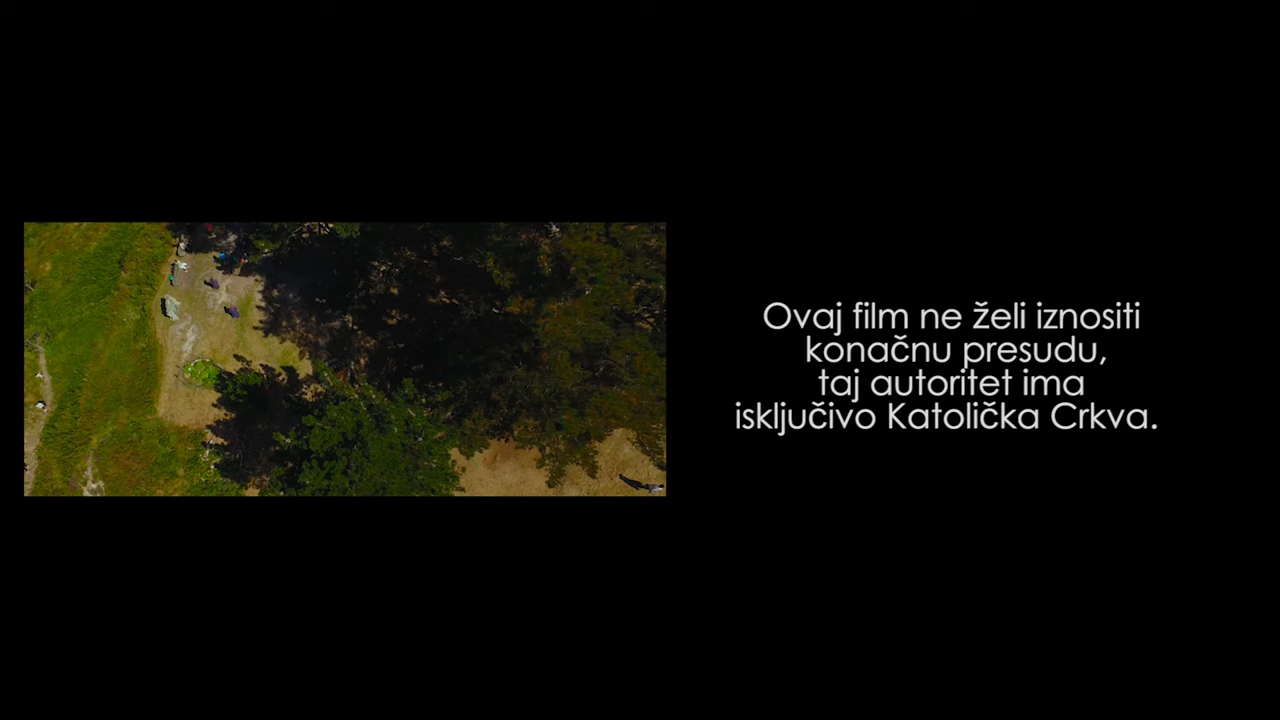 Ovaj film ne želi iznositi
konačnu presudu,
taj autoritet ima
isključivo Katolička Crkva.